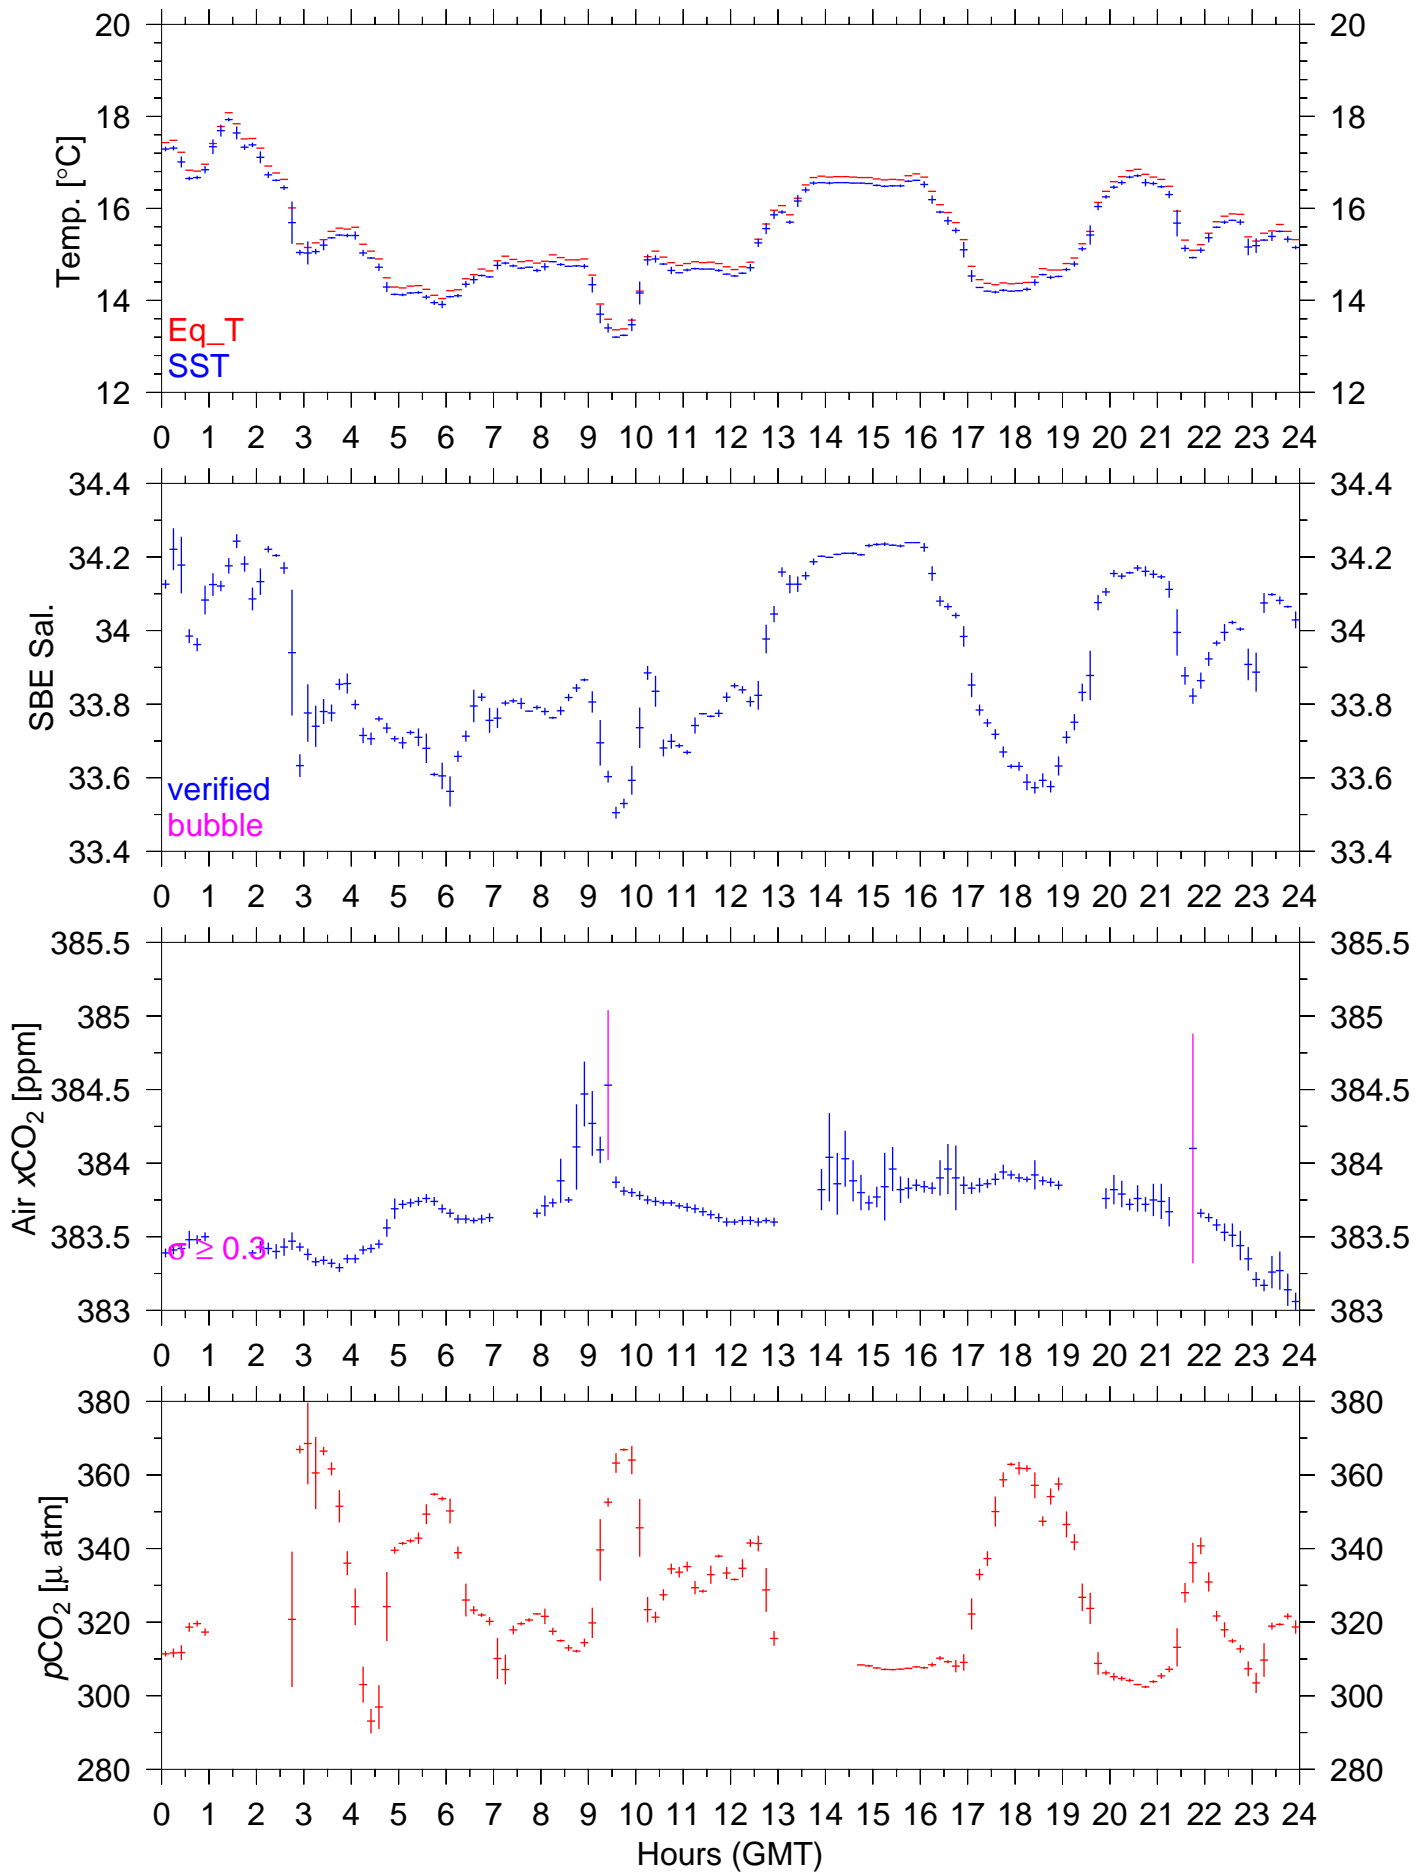 20 20
18 18
Temp. [°C]
16 16
14 14
Eq_T
SST
12 12
0 1 2 3 4 5 6 7 8 9 10 11 12 13 14 15 16 17 18 19 20 21 22 23 24
34.4 34.4
34.2 34.2
SBE Sal.
34 34
33.8 33.8
33.6 33.6
verified
bubble
33.4 33.4
0 1 2 3 4 5 6 7 8 9 10 11 12 13 14 15 16 17 18 19 20 21 22 23 24
385.5 385.5
385 385
Air xCO₂ [ppm]
384.5 384.5
384 384
383.5 383.5
σ ≥ 0.3
383 383
0 1 2 3 4 5 6 7 8 9 10 11 12 13 14 15 16 17 18 19 20 21 22 23 24
380 380
360 360
pCO₂ [μ atm]
340 340
320 320
300 300
280 280
0 1 2 3 4 5 6 7 8 9 10 11 12 13 14 15 16 17 18 19 20 21 22 23 24
Hours (GMT)